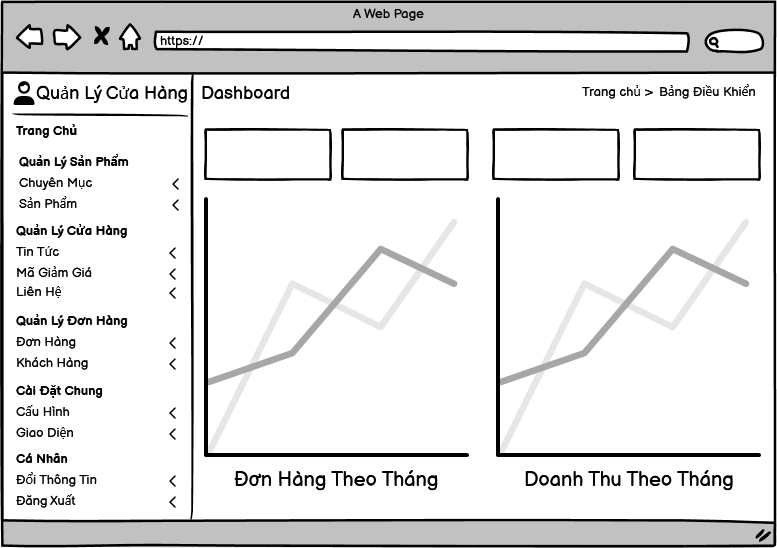 A Web Page
https://
Quản Lý Cửa Hàng
Dashboard
Trang chủ > Bảng Điều Khiển
Trang Chủ
Quản Lý Sản Phẩm
Chuyên Mục
Sản Phẩm
Quản Lý Cửa Hàng
Tin Tức
Mã Giảm Giá
Liên Hệ
Quản Lý Đơn Hàng
Đơn Hàng
Khách Hàng
Cài Đặt Chung
Cấu Hình
Giao Diện
Cá Nhân
Đổi Thông Tin
Đăng Xuất
Đơn Hàng Theo Tháng
Doanh Thu Theo Tháng